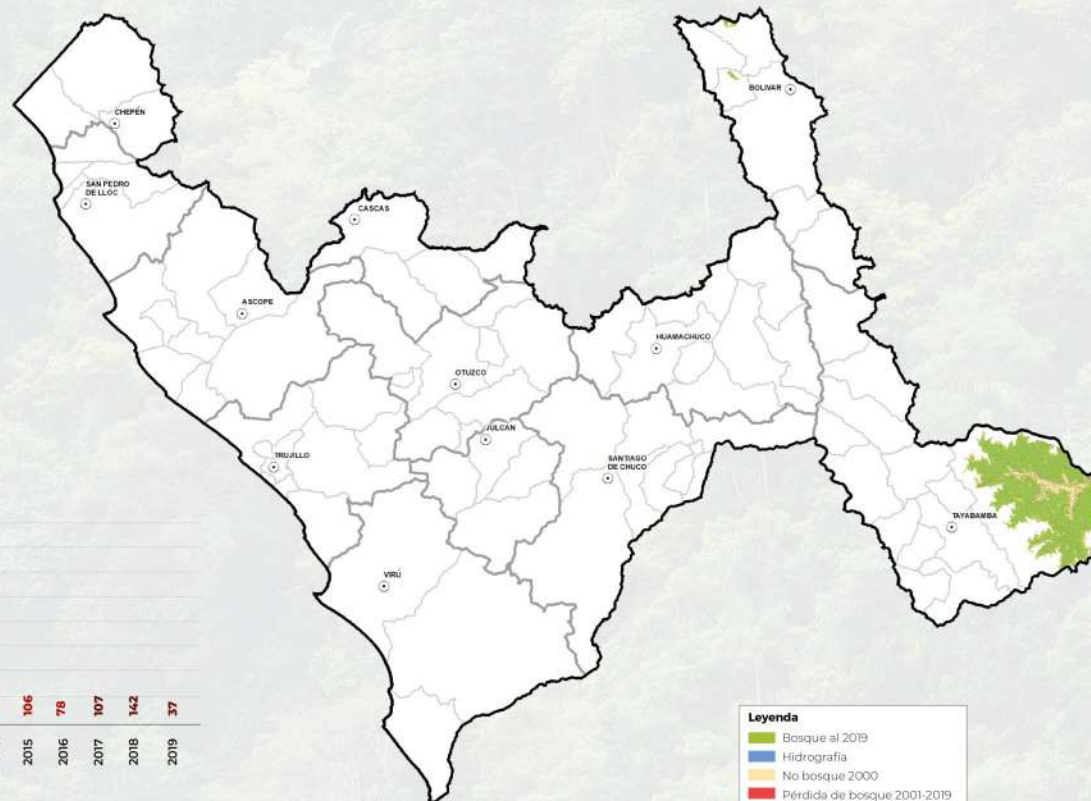 CHEPÉN
SAN PEDRO
DE LLOC
CASCAS
BOLIVAR
ASCOPE
HUAMACHUCO
OTUZCO
JULCAN
TRUJILLO
SANTIAGO
DE CHUCO
TAYABAMBA
VIRÚ
106
78
107
142
37
2015
2016
2017
2018
2019
Leyenda
Bosque al 2019
Hidrografía
No bosque 2000
Pérdida de bosque 2001-2019